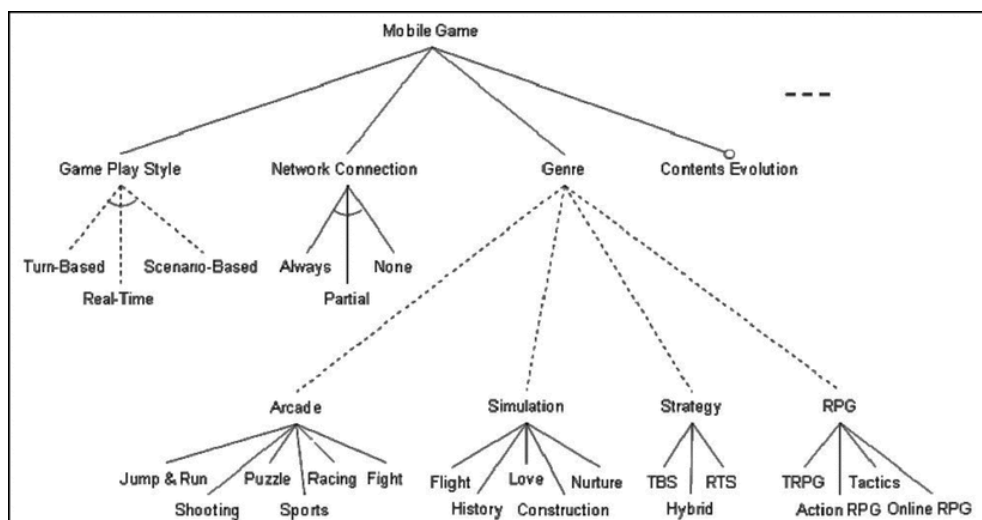 Mobile Game
Game Play Style Network Connection Genre Contents Evolution
Turn-Based Scenario-Based Always None
Real-Time Partial
Arcade Simulation Strategy RPG
Jump & Run Puzzle Racing Fight Flight Love Nurture TBS RTS TRPG Tactics
Shooting Sports History Construction Hybrid Action RPG Online RPG